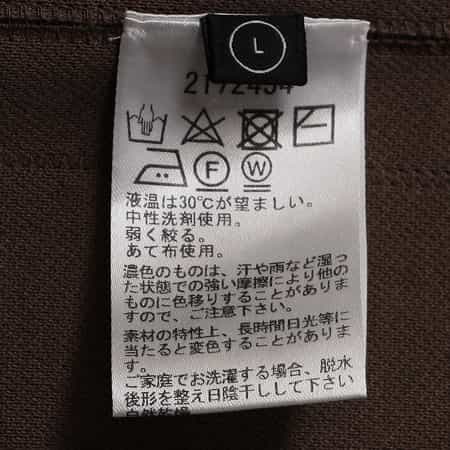 L
2172434
F W
液温は30℃が望ましい。
中性洗剤使用。
弱く絞る。
あて布使用。
濃色のものは、汗や雨など湿っ
た状態での強い摩擦により他の
ものに色移りすることがありま
すので、ご注意下さい。
素材の特性上、長時間日光等に
当たると変色することがありま
す。
ご家庭でお洗濯する場合、脱水
後形を整え日陰干しして下さい